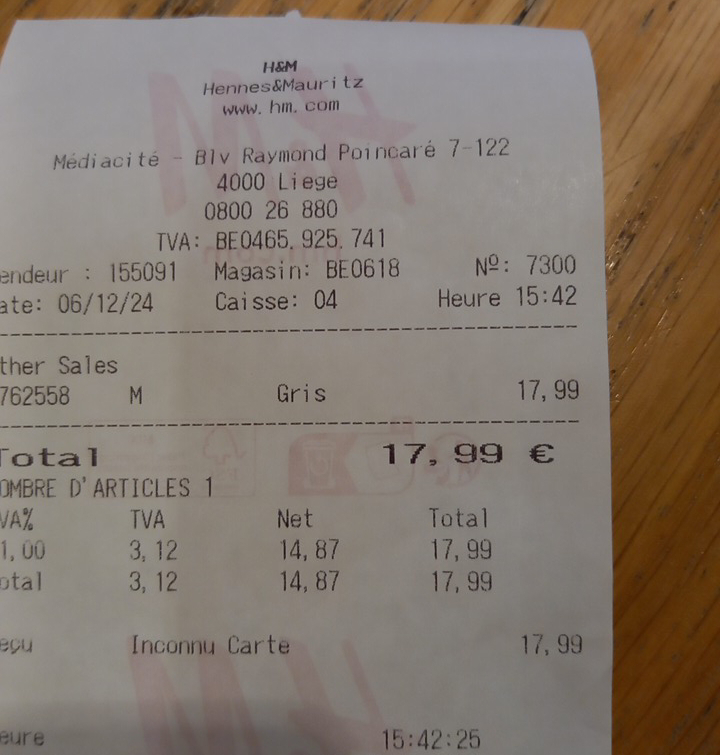 H&M
Hennes&Mauritz
www.hm.com
Médiacité - Blv Raymond Poincaré 7-122
4000 Liege
0800 26 880
TVA: BE0465.925.741
endeur : 155091 Magasin: BE0618 Nº: 7300
ate: 06/12/24 Caisse: 04 Heure 15:42
ther Sales
762558 M Gris 17,99
Total 17,99 €
OMBRE D'ARTICLES 1
VA% TVA Net Total
1,00 3,12 14,87 17,99
otal 3,12 14,87 17,99
eçu Inconnu Carte 17,99
eure 15:42:25